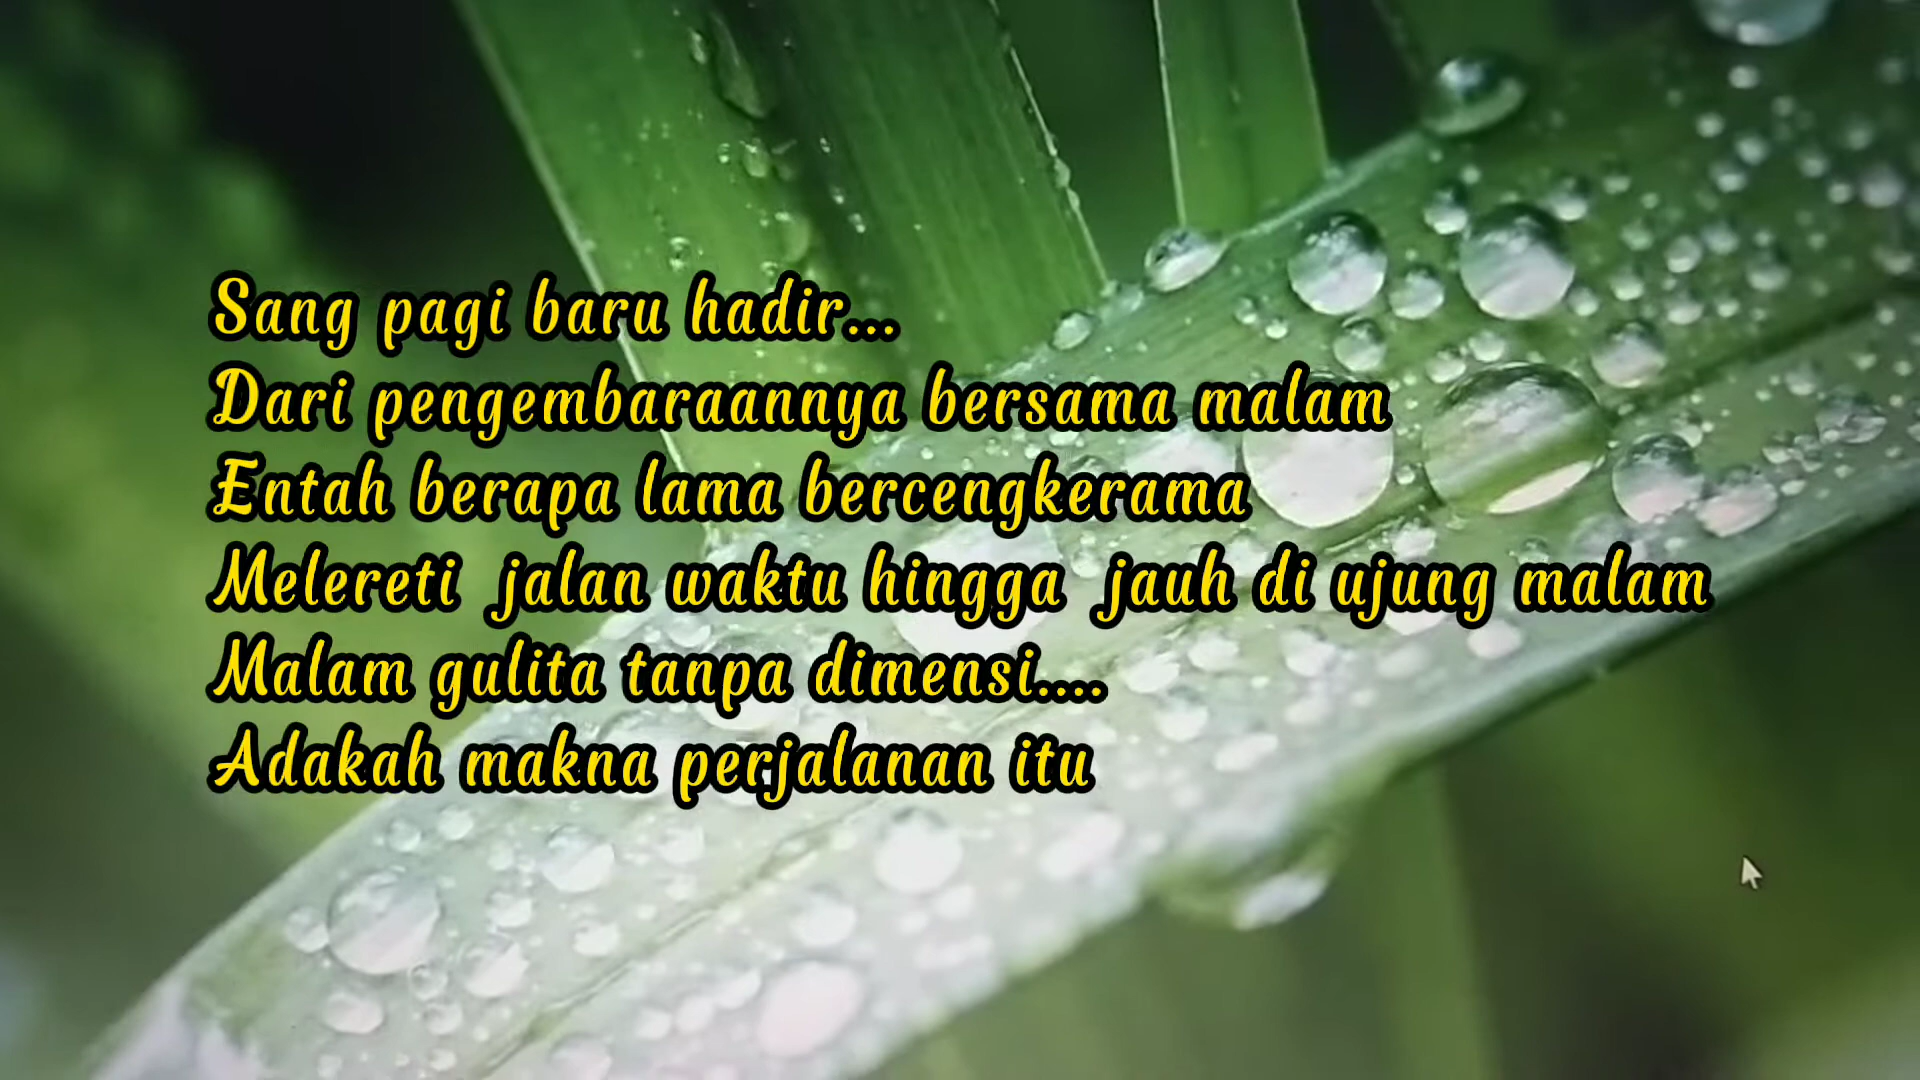 Sang pagi baru hadir...
Dari pengembaraannya bersama malam
Entah berapa lama bercengkerama
Melereti jalan waktu hingga jauh di ujung malam
Malam gulita tanpa dimensi....
Adakah makna perjalanan itu